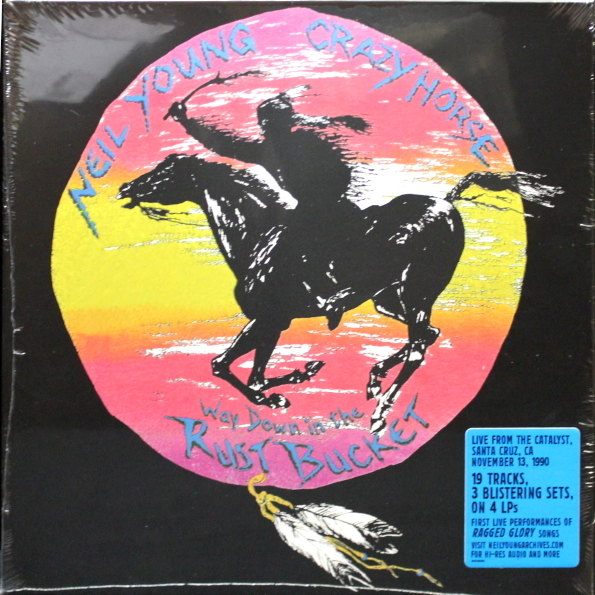 NEIL YOUNG CRAZY HORSE
Way Down in the
RUST BUCKET
LIVE FROM THE CATALYST,
SANTA CRUZ, CA
NOVEMBER 13, 1990
19 TRACKS,
3 BLISTERING SETS,
ON 4 LPs
FIRST LIVE PERFORMANCES OF
RAGGED GLORY SONGS
VISIT NEILYOUNGARCHIVES.COM
FOR HI-RES AUDIO AND MORE